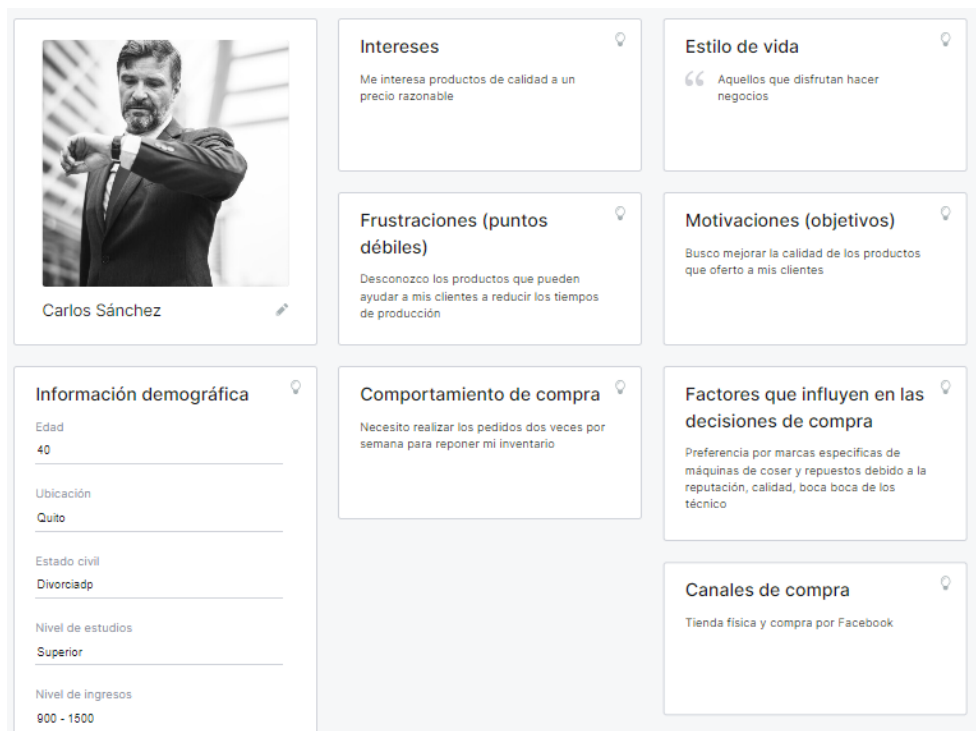 Carlos Sánchez
Información demográfica
Edad
40
Ubicación
Quito
Estado civil
Divorciadp
Nivel de estudios
Superior
Nivel de ingresos
900 - 1500
Intereses
Me interesa productos de calidad a un
precio razonable
Frustraciones (puntos
débiles)
Desconozco los productos que pueden
ayudar a mis clientes a reducir los tiempos
de producción
Comportamiento de compra
Necesito realizar los pedidos dos veces por
semana para reponer mi inventario
Estilo de vida
“ Aquellos que disfrutan hacer
negocios
Motivaciones (objetivos)
Busco mejorar la calidad de los productos
que oferto a mis clientes
Factores que influyen en las
decisiones de compra
Preferencia por marcas especificas de
máquinas de coser y repuestos debido a la
reputación, calidad, boca boca de los
técnico
Canales de compra
Tienda física y compra por Facebook